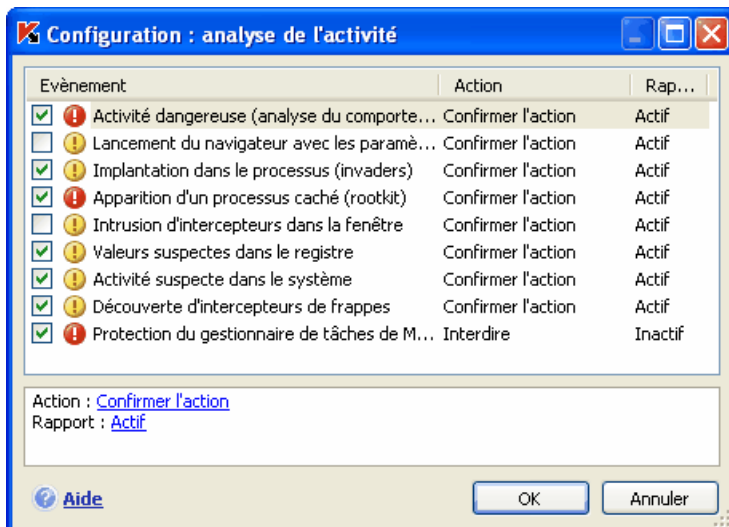 Configuration : analyse de l'activité
Evènement Action Rap...
Activité dangereuse (analyse du comporte... Confirmer l'action Actif
Lancement du navigateur avec les paramè... Confirmer l'action Actif
Implantation dans le processus (invaders) Confirmer l'action Actif
Apparition d'un processus caché (rootkit) Confirmer l'action Actif
Intrusion d'intercepteurs dans la fenêtre Confirmer l'action Actif
Valeurs suspectes dans le registre Confirmer l'action Actif
Activité suspecte dans le système Confirmer l'action Actif
Découverte d'intercepteurs de frappes Confirmer l'action Actif
Protection du gestionnaire de tâches de M... Interdire Inactif
Action : Confirmer l'action
Rapport : Actif
Aide OK Annuler